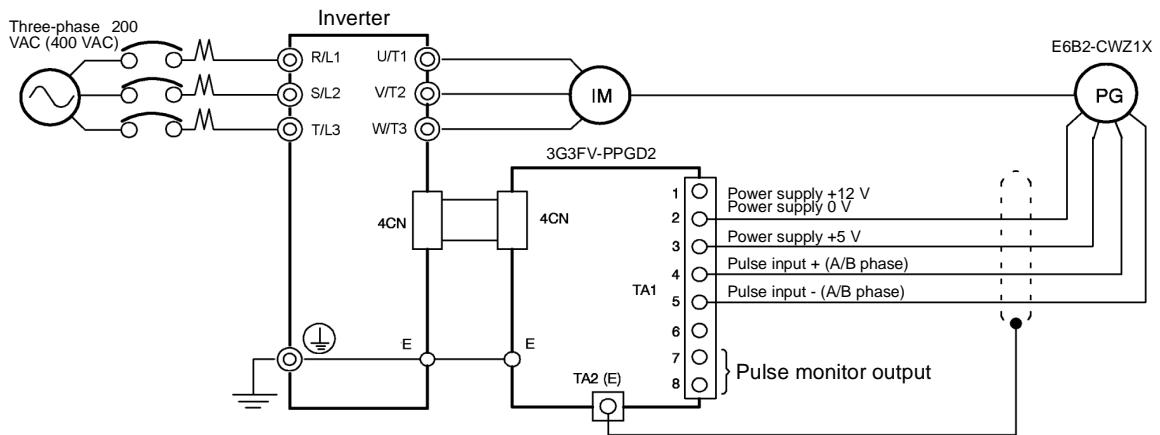 Three-phase 200
VAC (400 VAC)
Inverter
R/L1
U/T1
S/L2
V/T2
T/L3
W/T3
IM
E6B2-CWZ1X
PG
3G3FV-PPGD2
4CN
4CN
1
Power supply +12 V
2
Power supply 0 V
3
Power supply +5 V
4
Pulse input + (A/B phase)
TA1
5
Pulse input - (A/B phase)
6
E
E
7
8
Pulse monitor output
TA2 (E)